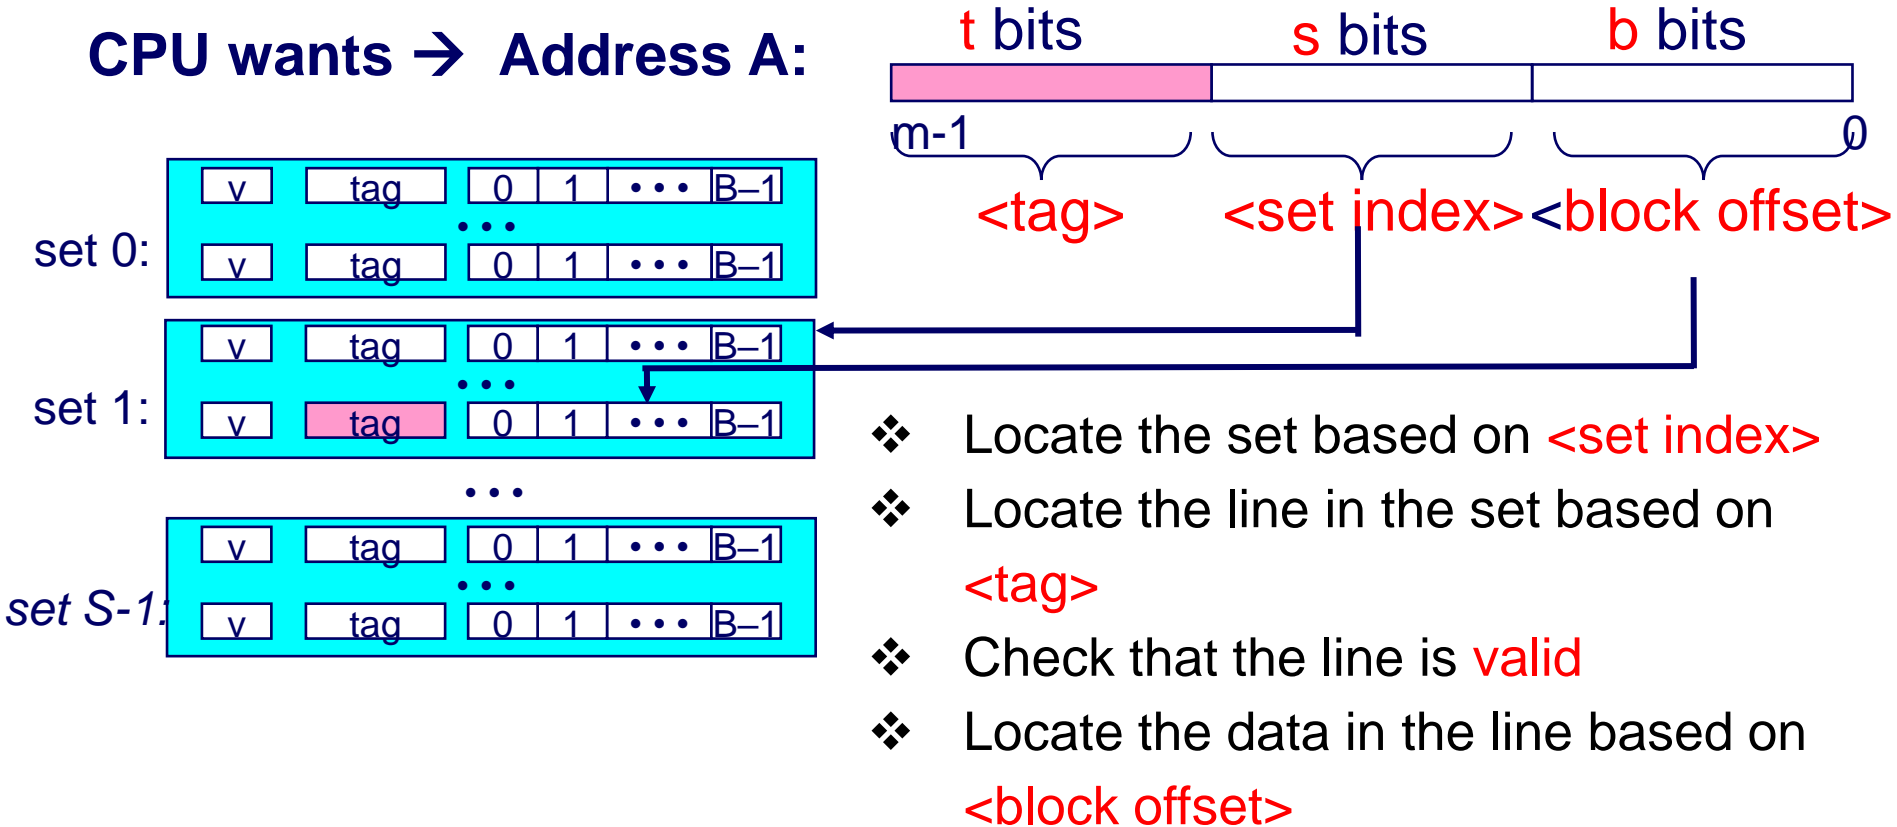 CPU wants → Address A:
t bits s bits b bits
m-1 0
<tag> <set index> <block offset>
set 0:
v tag 0 1 • • • B–1
• • •
v tag 0 1 • • • B–1
set 1:
v tag 0 1 • • • B–1
• • •
v tag 0 1 • • • B–1
• • •
set S-1:
v tag 0 1 • • • B–1
• • •
v tag 0 1 • • • B–1
❖ Locate the set based on <set index>
❖ Locate the line in the set based on
<tag>
❖ Check that the line is valid
❖ Locate the data in the line based on
<block offset>